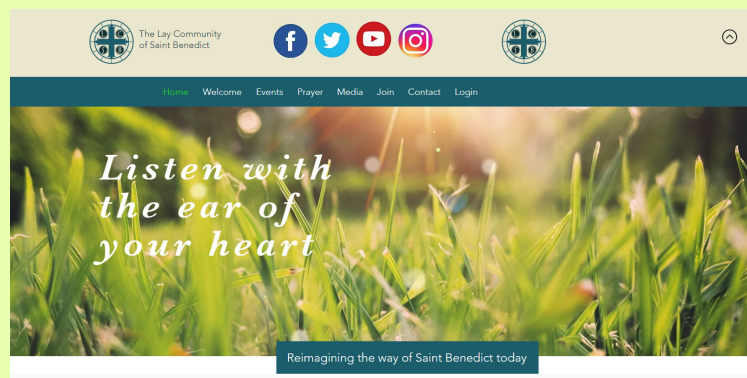 The Lay Community
of Saint Benedict
Home Welcome Events Prayer Media Join Contact Login
Listen with
the ear of
your heart
Reimagining the way of Saint Benedict today